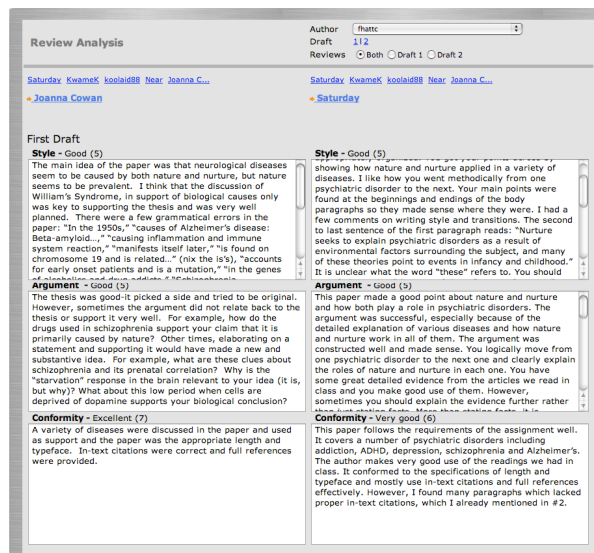 Review Analysis
Author fhattc
Draft 1|2
Reviews Both Draft 1 Draft 2
Saturday KwameK koolaid88 Near Joanna C...
Joanna Cowan
Saturday KwameK koolaid88 Near Joanna C...
Saturday
First Draft
Style - Good (5)
The main idea of the paper was that neurological diseases
seem to be caused by both nature and nurture, but nature
seems to be prevalent. I think that the discussion of
William's Syndrome, in support of biological causes only
was key to supporting the thesis and was very well
planned. There were a few grammatical errors in the
paper: "In the 1950s," "causes of Alzheimer's disease:
Beta-amyloid...," "causing inflammation and immune
system reaction," "manifests itself later," "is found on
chromosome 19 and is related..." (nix the is's), "accounts
for early onset patients and is a mutation," "in the genes
of alcoholics and drug addicts," "Schizophrenia
Style - Good (5)
showing how nature and nurture applied in a variety of
diseases. I like how you went methodically from one
psychiatric disorder to the next. Your main points were
found at the beginnings and endings of the body
paragraphs so they made sense where they were. I had a
few comments on writing style and transitions. The second
to last sentence of the first paragraph reads: "Nurture
seeks to explain psychiatric disorders as a result of
environmental factors surrounding the subject, and many
of these theories point to events in infancy and childhood."
It is unclear what the word "these" refers to. You should
Argument - Good (5)
The thesis was good-it picked a side and tried to be original.
However, sometimes the argument did not relate back to the
thesis or support it very well. For example, how do the
drugs used in schizophrenia support your claim that it is
primarily caused by nature? Other times, elaborating on a
statement and supporting it would have made a new and
substantive idea. For example, what are these clues about
schizophrenia and its prenatal correlation? Why is the
"starvation" response in the brain relevant to your idea (it is,
but why)? What about this low period when cells are
deprived of dopamine supports your biological conclusion?
Argument - Good (5)
This paper made a good point about nature and nurture
and how both play a role in psychiatric disorders. The
argument was successful, especially because of the
detailed explanation of various diseases and how nature
and nurture work in all of them. The argument was
constructed well and made sense. You logically move from
one psychiatric disorder to the next one and clearly explain
the roles of nature and nurture in each one. You have
some great detailed evidence from the articles we read in
class and you make good use of them. However,
sometimes you should explain the evidence further rather
than just stating facts. More than stating facts, it is
Conformity - Excellent (7)
A variety of diseases were discussed in the paper and used
as support and the paper was the appropriate length and
typeface. In-text citations were correct and full references
were provided.
Conformity - Very good (6)
This paper follows the requirements of the assignment well.
It covers a number of psychiatric disorders including
addiction, ADHD, depression, schizophrenia and Alzheimer's.
The author makes very good use of the readings we had in
class. It conformed to the specifications of length and
typeface and mostly use in-text citations and full references
effectively. However, I found many paragraphs which lacked
proper in-text citations, which I already mentioned in #2.